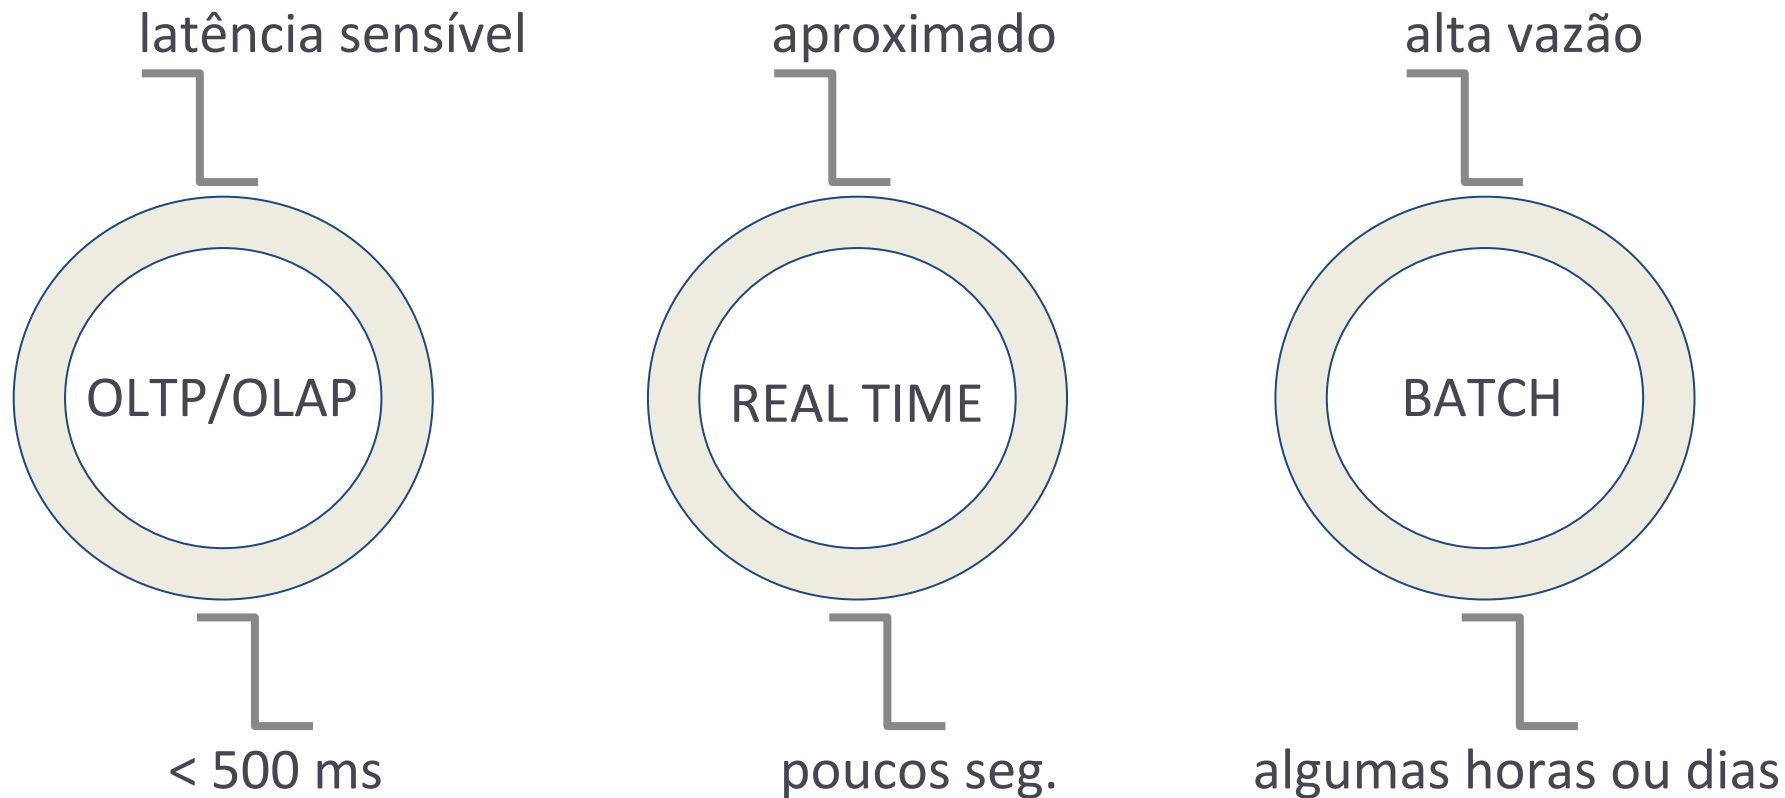 latência sensível
aproximado
alta vazão
OLTP/OLAP
REAL TIME
BATCH
< 500 ms
poucos seg.
algumas horas ou dias